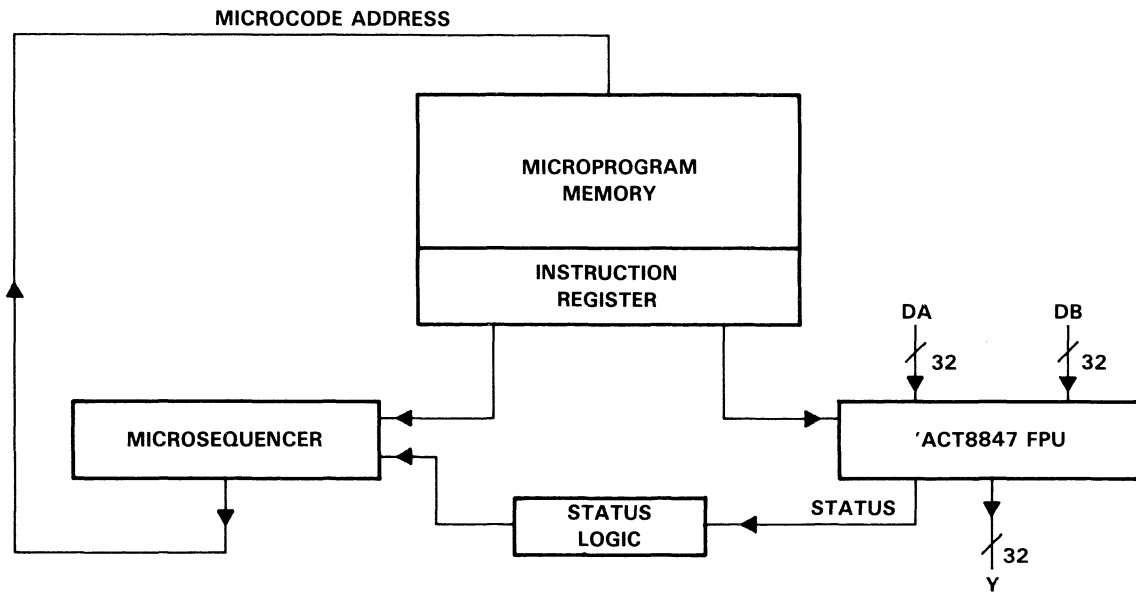 MICROCODE ADDRESS
MICROPROGRAM
MEMORY
INSTRUCTION
REGISTER
DA
DB
32
32
MICROSEQUENCER
'ACT8847 FPU
STATUS
LOGIC
STATUS
32
Y